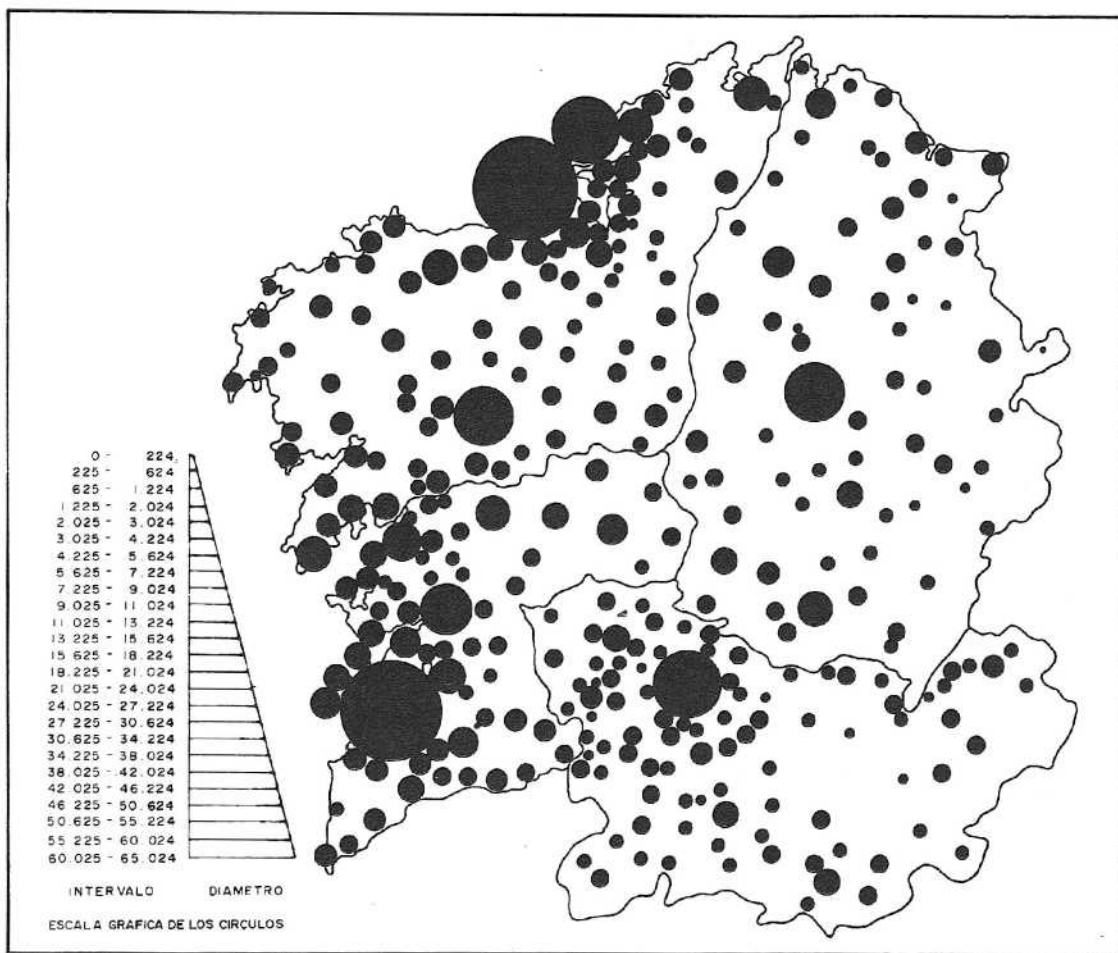 0 - 224
225 - 624
625 - 1.224
1.225 - 2.024
2.025 - 3.024
3.025 - 4.224
4.225 - 5.624
5.625 - 7.224
7.225 - 9.024
9.025 - 11.024
11.025 - 13.224
13.225 - 15.624
15.625 - 18.224
18.225 - 21.024
21.025 - 24.024
24.025 - 27.224
27.225 - 30.624
30.625 - 34.224
34.225 - 38.024
38.025 - 42.024
42.025 - 46.224
46.225 - 50.624
50.625 - 55.224
55.225 - 60.024
60.025 - 65.024
INTERVALO DIAMETRO
ESCALA GRAFICA DE LOS CIRCULOS